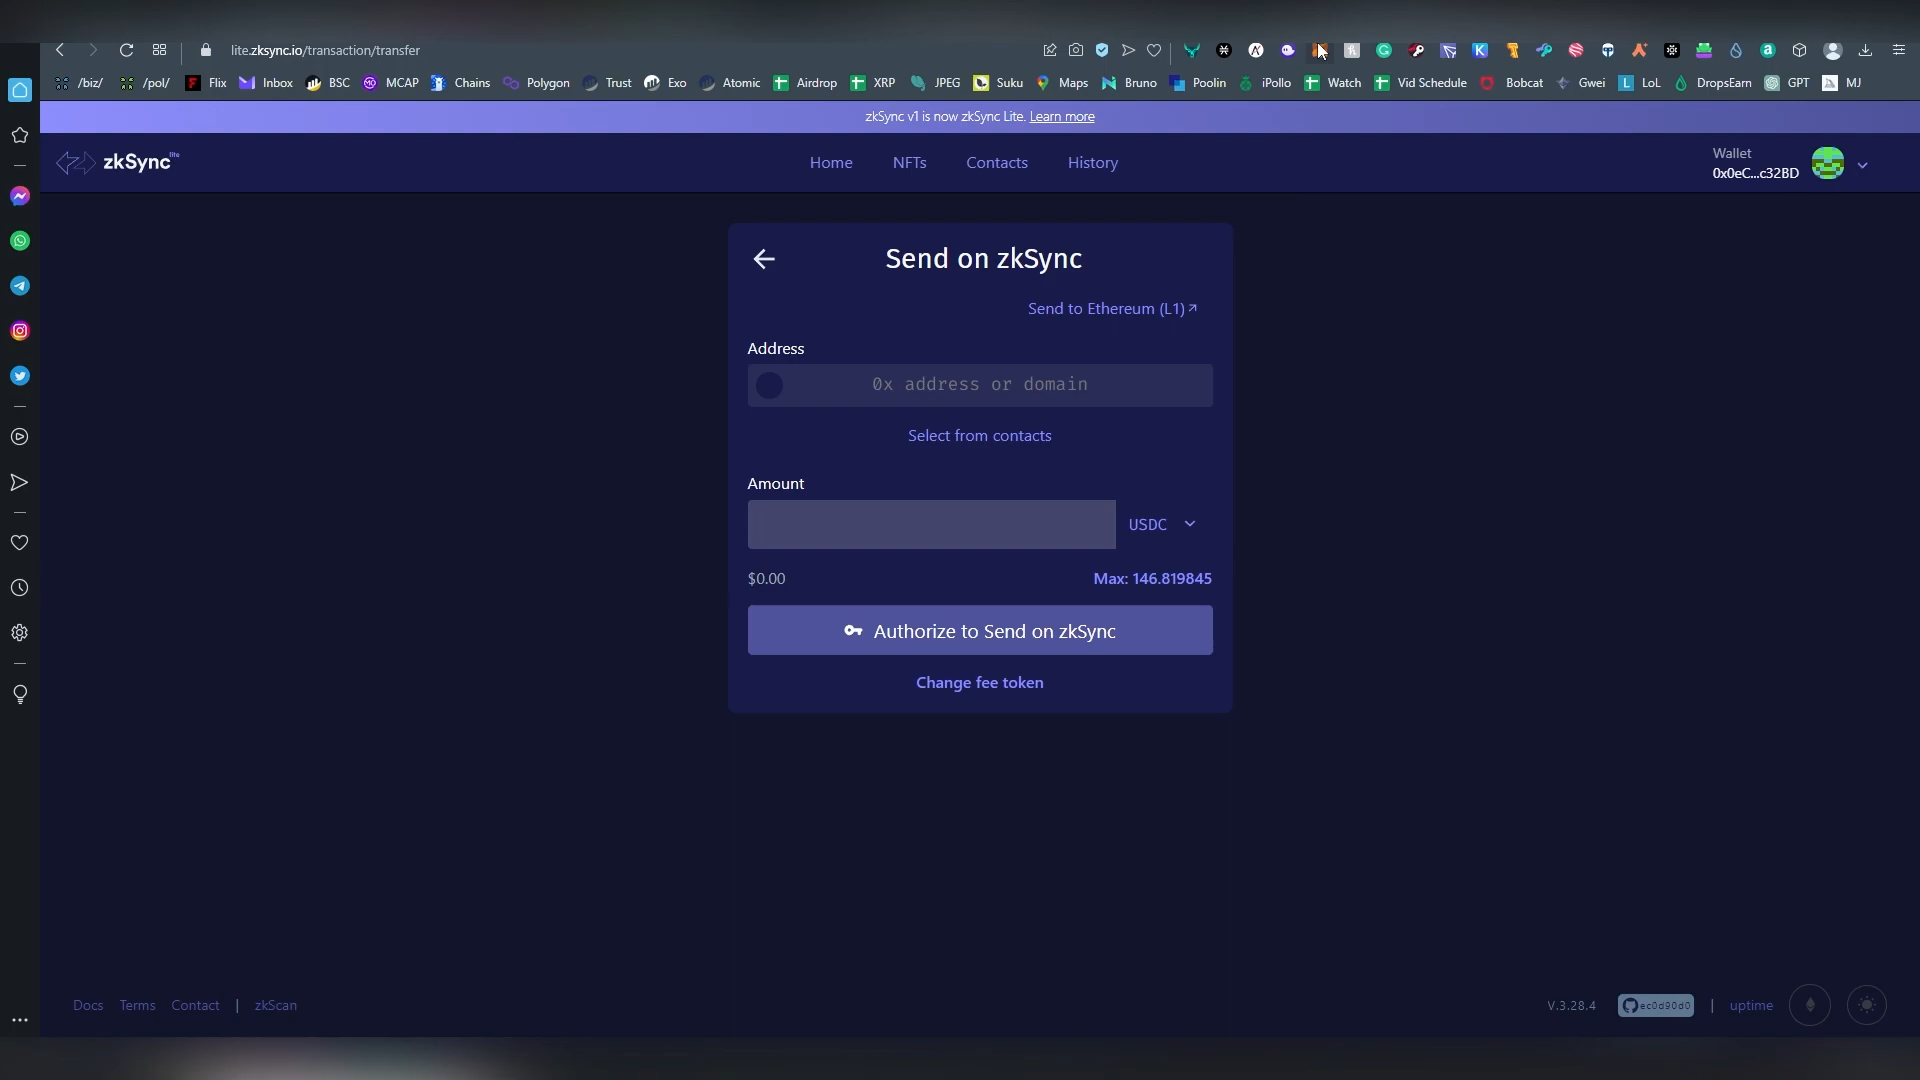 lite.zksync.io/transaction/transfer
/biz/ /pol/ Flix Inbox BSC MCAP Chains Polygon Trust Exo Atomic Airdrop XRP JPEG Suku Maps Bruno Poolin iPollo Watch Vid Schedule Bobcat Gwei LoL DropsEarn GPT MJ
zkSync v1 is now zkSync Lite. Learn more
zkSync lite
Home NFTs Contacts History
Wallet
0x0eC...c32BD
Send on zkSync
Send to Ethereum (L1)
Address
0x address or domain
Select from contacts
Amount
USDC
$0.00 Max: 146.819845
Authorize to Send on zkSync
Change fee token
Docs Terms Contact | zkScan
V.3.28.4 ec0d90d0 | uptime